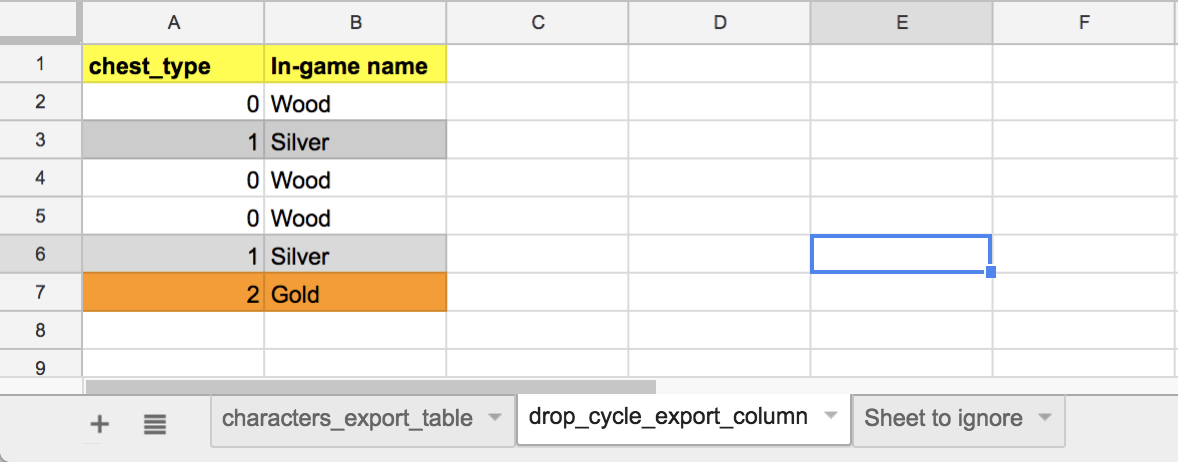 A B C D E F
1 chest_type In-game name
2 0 Wood
3 1 Silver
4 0 Wood
5 0 Wood
6 1 Silver
7 2 Gold
8
9
+ characters_export_table drop_cycle_export_column Sheet to ignore